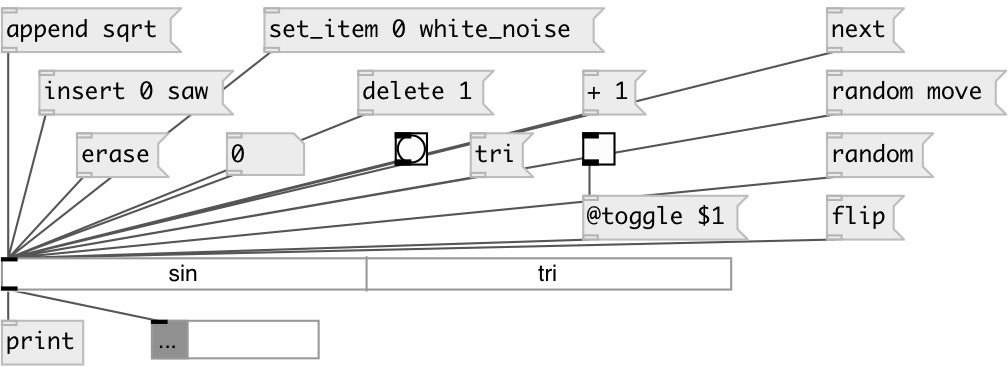 append sqrt
set_item 0 white_noise
next
insert 0 saw
delete 1
+ 1
random move
erase
0
tri
random
@toggle $1
flip
sin
tri
print
...